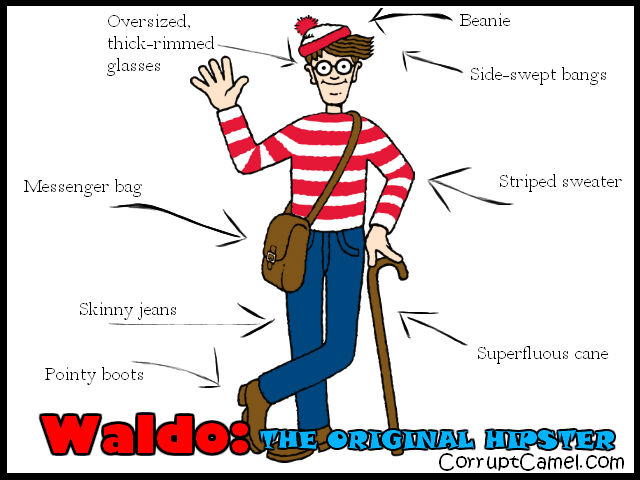 Oversized,
thick-rimmed
glasses
Beanie
Side-swept bangs
Messenger bag
Striped sweater
Skinny jeans
Superfluous cane
Pointy boots
Waldo: THE ORIGINAL HIPSTER
CorruptCamel.com